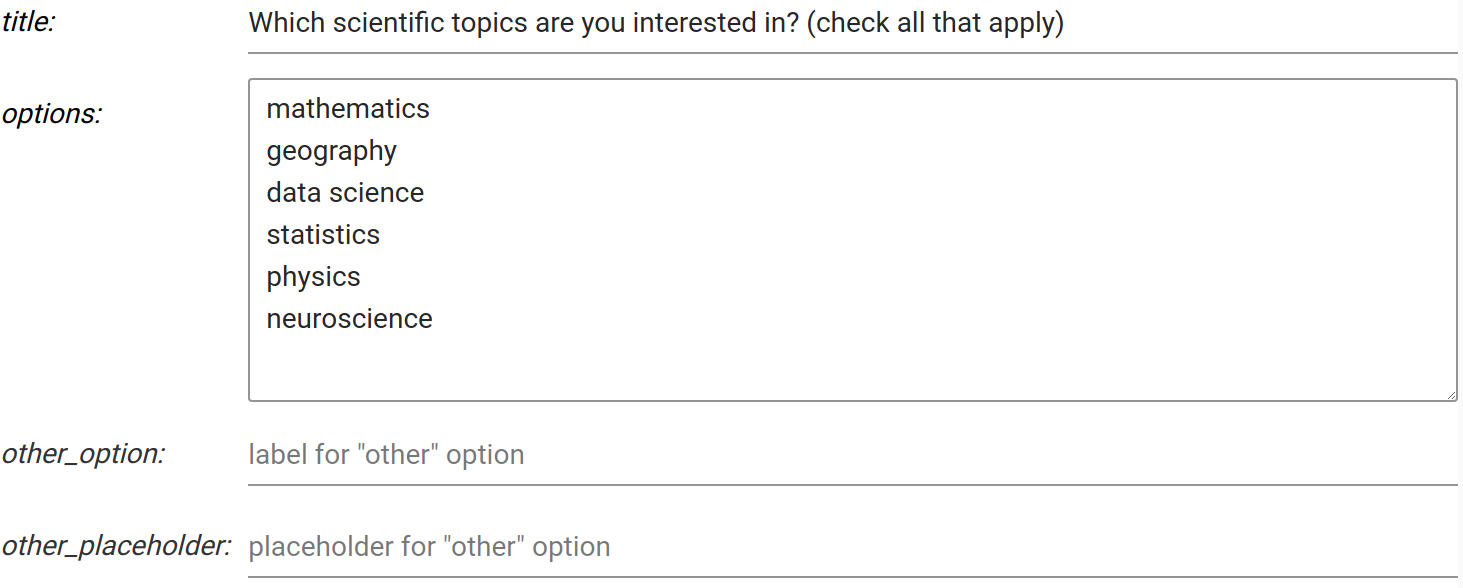 title: Which scientific topics are you interested in? (check all that apply)
options:
mathematics
geography
data science
statistics
physics
neuroscience
other_option: label for "other" option
other_placeholder: placeholder for "other" option